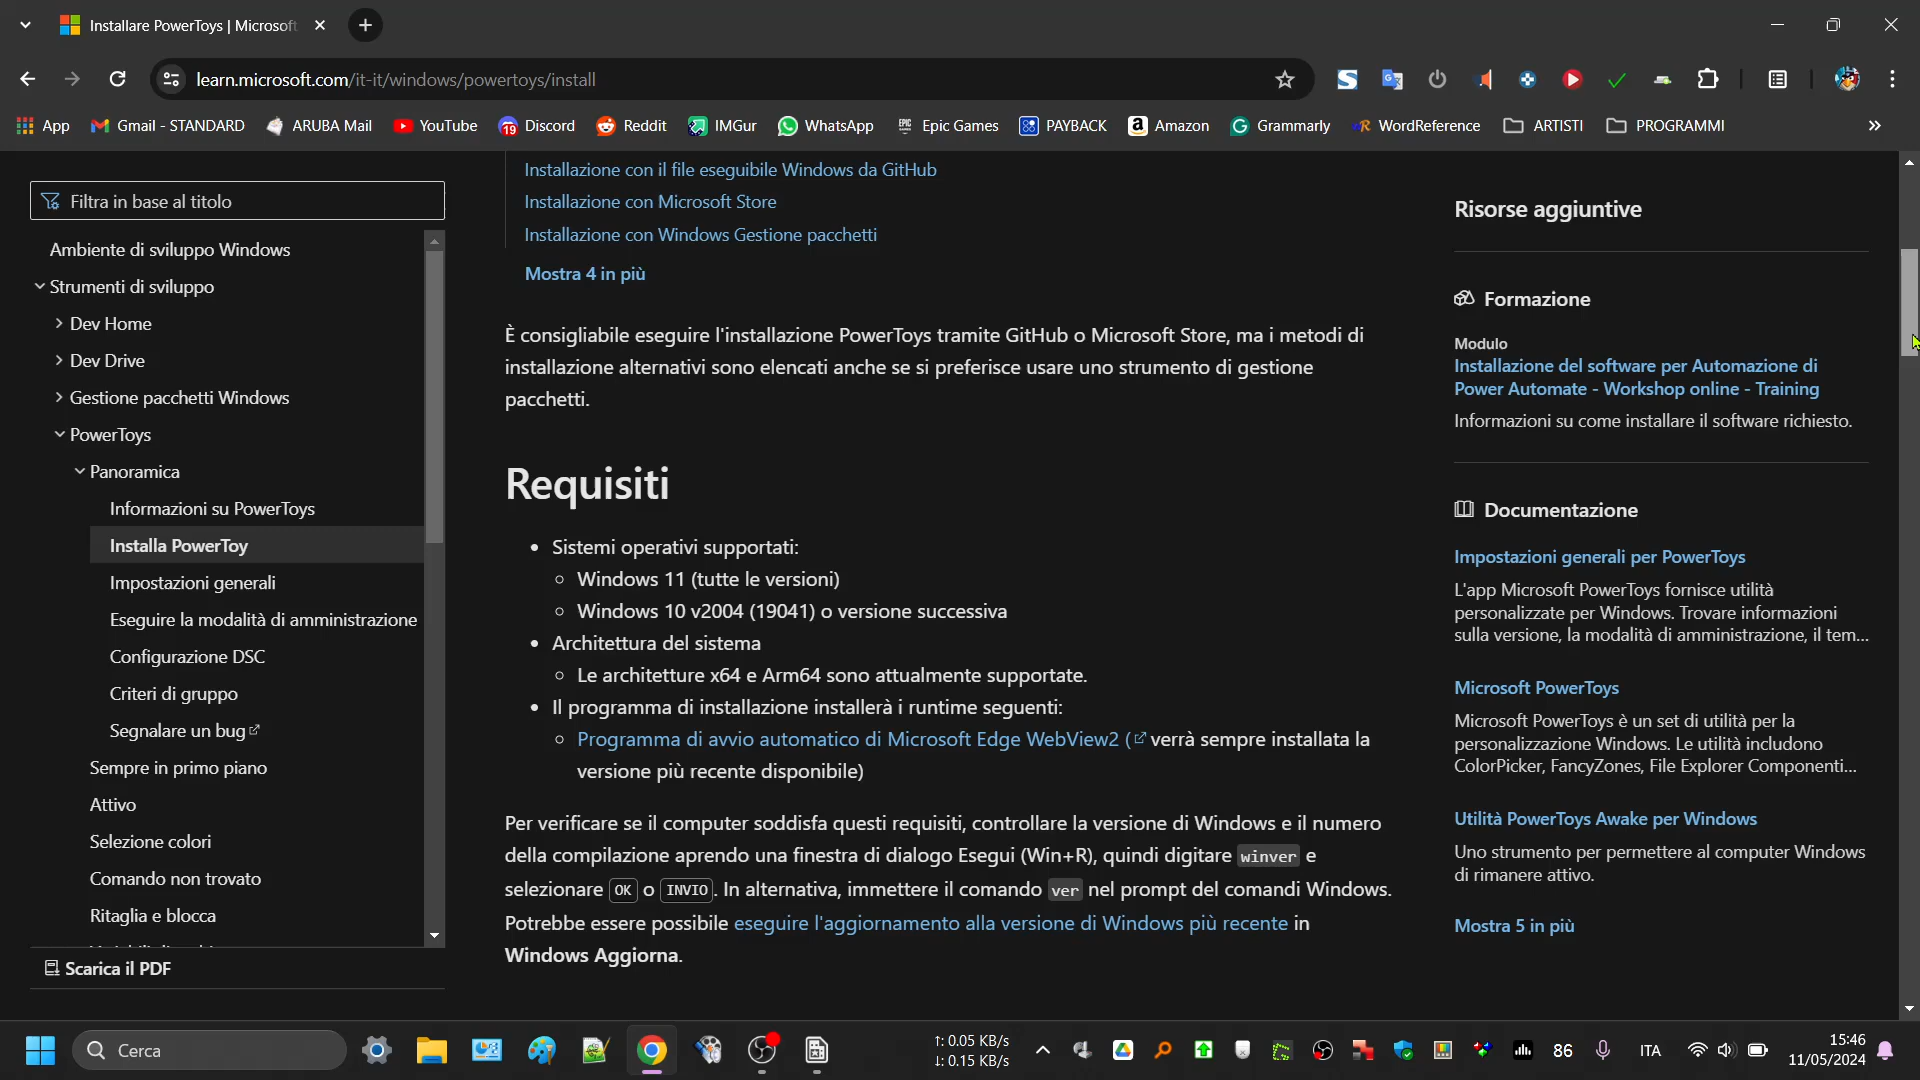 Installare PowerToys | Microsoft
learn.microsoft.com/it-it/windows/powertoys/install
App
Gmail - STANDARD
ARUBA Mail
YouTube
19
Discord
Reddit
IMGur
WhatsApp
EPIC
Epic Games
PAYBACK
Amazon
Grammarly
WordReference
ARTISTI
PROGRAMMI
Filtra in base al titolo
Ambiente di sviluppo Windows
Strumenti di sviluppo
Dev Home
Dev Drive
Gestione pacchetti Windows
PowerToys
Panoramica
Informazioni su PowerToys
Installa PowerToy
Impostazioni generali
Eseguire la modalità di amministrazione
Configurazione DSC
Criteri di gruppo
Segnalare un bug
Sempre in primo piano
Attivo
Selezione colori
Comando non trovato
Ritaglia e blocca
Scarica il PDF
Installazione con il file eseguibile Windows da GitHub
Installazione con Microsoft Store
Installazione con Windows Gestione pacchetti
Mostra 4 in più
È consigliabile eseguire l'installazione PowerToys tramite GitHub o Microsoft Store, ma i metodi di
installazione alternativi sono elencati anche se si preferisce usare uno strumento di gestione
pacchetti.
Requisiti
• Sistemi operativi supportati:
○ Windows 11 (tutte le versioni)
○ Windows 10 v2004 (19041) o versione successiva
• Architettura del sistema
○ Le architetture x64 e Arm64 sono attualmente supportate.
• Il programma di installazione installerà i runtime seguenti:
○ Programma di avvio automatico di Microsoft Edge WebView2 ( verrà sempre installata la
versione più recente disponibile)
Per verificare se il computer soddisfa questi requisiti, controllare la versione di Windows e il numero
della compilazione aprendo una finestra di dialogo Esegui (Win+R), quindi digitare winver e
selezionare OK o INVIO. In alternativa, immettere il comando ver nel prompt del comandi Windows.
Potrebbe essere possibile eseguire l'aggiornamento alla versione di Windows più recente in
Windows Aggiorna.
Risorse aggiuntive
Formazione
Modulo
Installazione del software per Automazione di
Power Automate - Workshop online - Training
Informazioni su come installare il software richiesto.
Documentazione
Impostazioni generali per PowerToys
L'app Microsoft PowerToys fornisce utilità
personalizzate per Windows. Trovare informazioni
sulla versione, la modalità di amministrazione, il tem...
Microsoft PowerToys
Microsoft PowerToys è un set di utilità per la
personalizzazione Windows. Le utilità includono
ColorPicker, FancyZones, File Explorer Componenti...
Utilità PowerToys Awake per Windows
Uno strumento per permettere al computer Windows
di rimanere attivo.
Mostra 5 in più
Cerca
↑: 0.05 KB/s
↓: 0.15 KB/s
86
ITA
15:46
11/05/2024